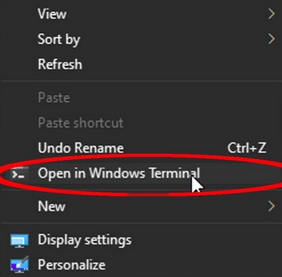 View
Sort by
Refresh
Paste
Paste shortcut
Undo Rename Ctrl+Z
Open in Windows Terminal
New
Display settings
Personalize